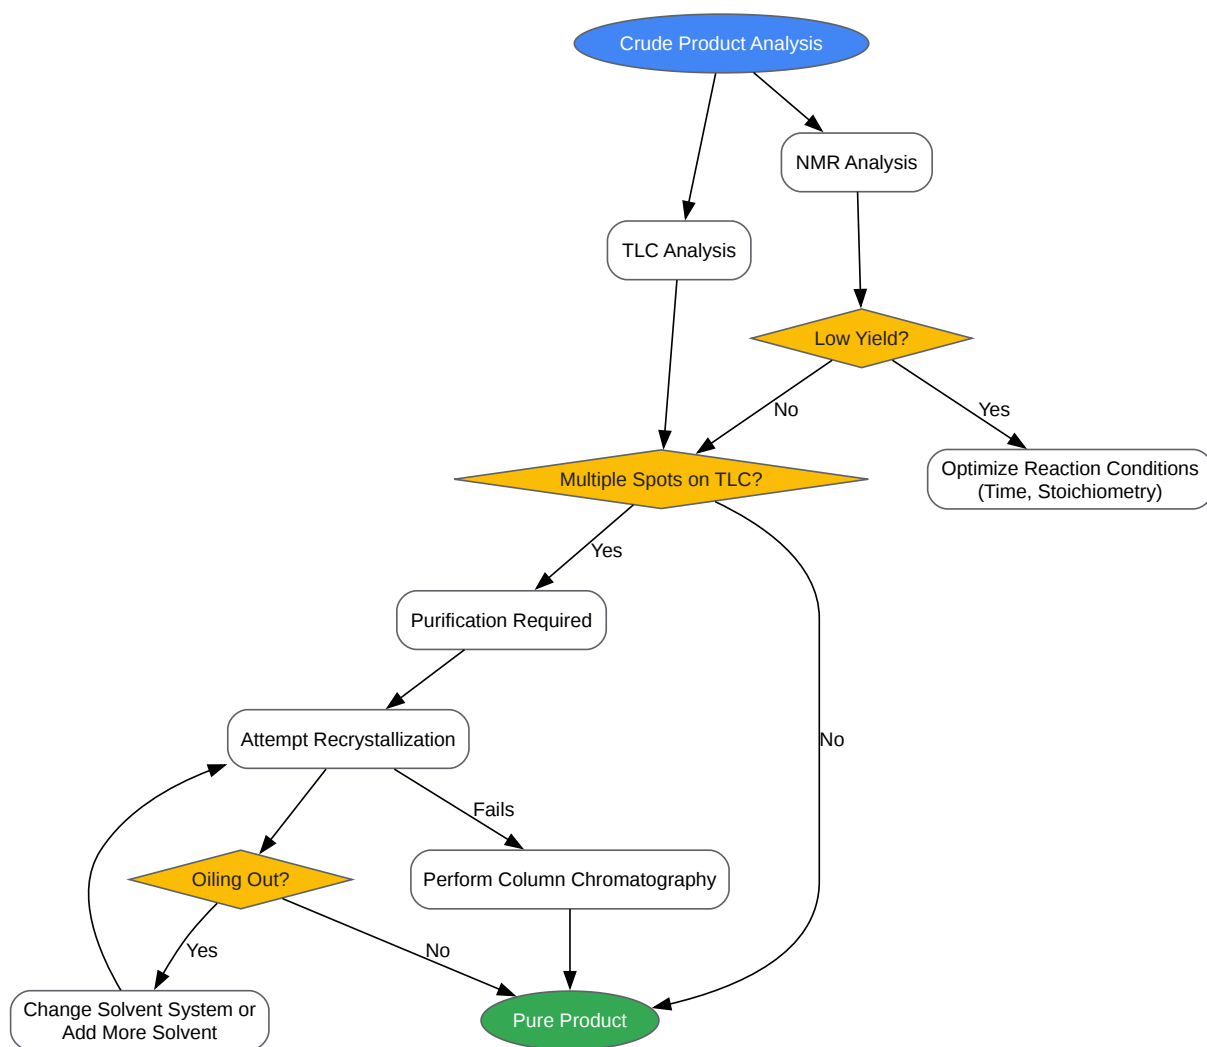 Crude Product Analysis
NMR Analysis
TLC Analysis
Low Yield?
No
Yes
Optimize Reaction Conditions
(Time, Stoichiometry)
Multiple Spots on TLC?
Yes
Purification Required
Attempt Recrystallization
No
Fails
Oiling Out?
Perform Column Chromatography
Yes
No
Change Solvent System or
Add More Solvent
Pure Product